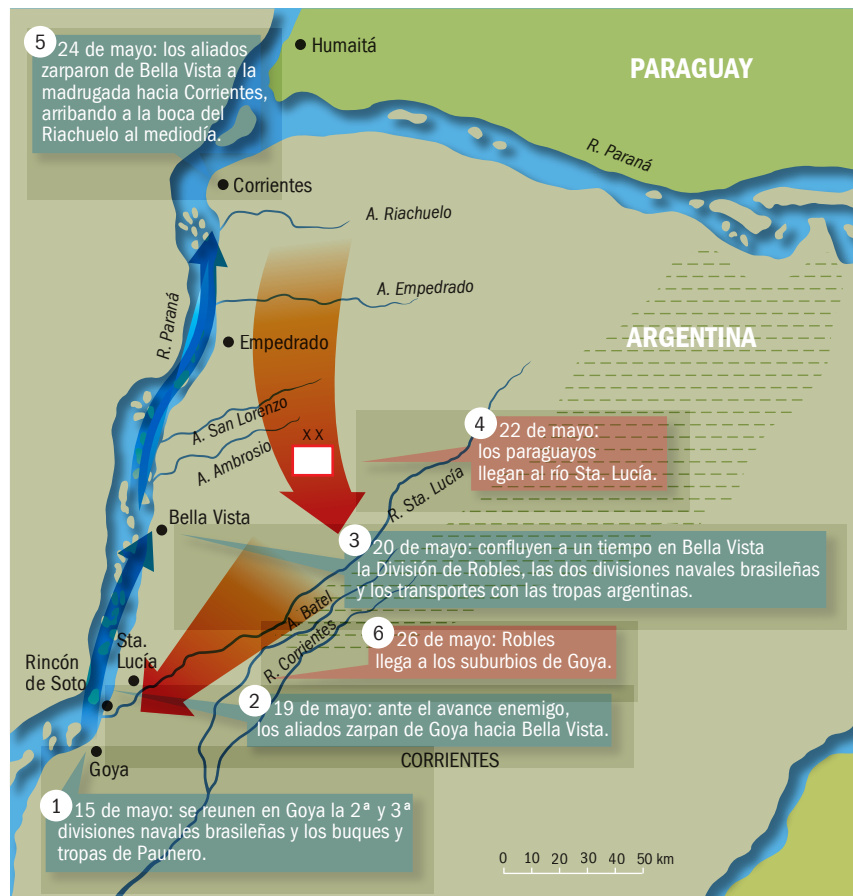 5
24 de mayo: los aliados
zarparon de Bella Vista a la
madrugada hacia Corrientes,
arribando a la boca del
Riachuelo al mediodía.
Humaitá
PARAGUAY
R. Paraná
Corrientes
A. Riachuelo
A. Empedrado
R. Paraná
Empedrado
ARGENTINA
A. San Lorenzo
A. Ambrosio
X X
4
22 de mayo:
los paraguayos
llegan al río Sta. Lucía.
R. Sta. Lucía
Bella Vista
3
20 de mayo: confluyen a un tiempo en Bella Vista
la División de Robles, las dos divisiones navales brasileñas
y los transportes con las tropas argentinas.
A. Batel
R. Corrientes
6
26 de mayo: Robles
llega a los suburbios de Goya.
Sta.
Lucía
Rincón
de Soto
2
19 de mayo: ante el avance enemigo,
los aliados zarpan de Goya hacia Bella Vista.
CORRIENTES
Goya
1
15 de mayo: se reunen en Goya la 2ª y 3ª
divisiones navales brasileñas y los buques y
tropas de Paunero.
0 10 20 30 40 50 km